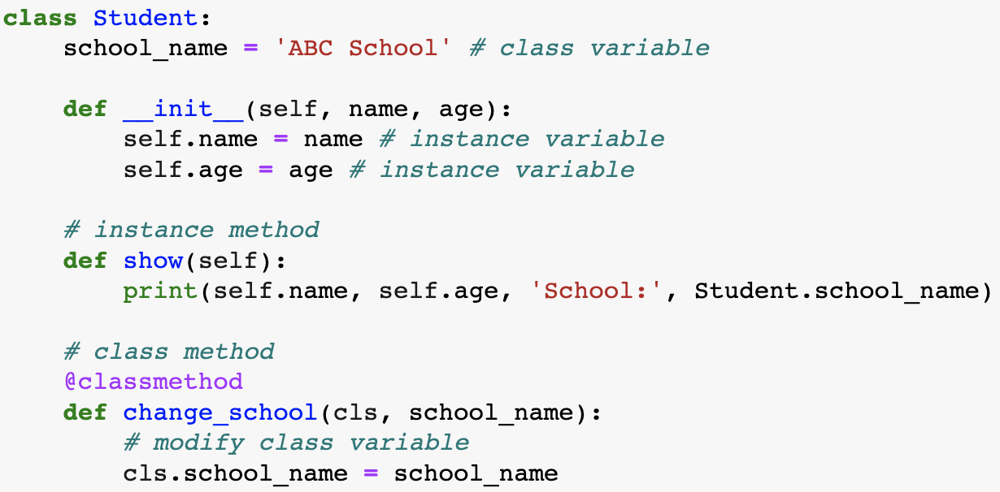 class Student:
    school_name = 'ABC School' # class variable

    def __init__(self, name, age):
        self.name = name # instance variable
        self.age = age # instance variable

    # instance method
    def show(self):
        print(self.name, self.age, 'School:', Student.school_name)

    # class method
    @classmethod
    def change_school(cls, school_name):
        # modify class variable
        cls.school_name = school_name